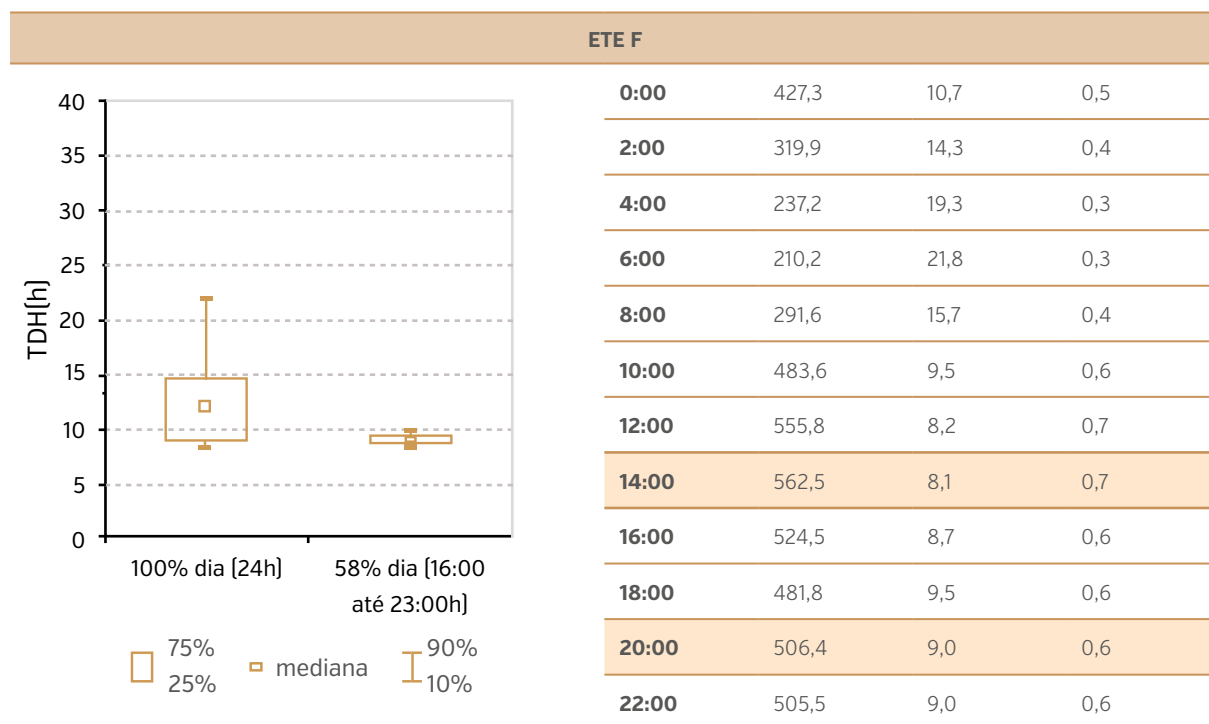 ETE F
40
35
30
25
20
15
10
5
0
TDH(h)
100% dia (24h)
58% dia (16:00
até 23:00h)
75%
25%
mediana
90%
10%
0:00 427,3 10,7 0,5
2:00 319,9 14,3 0,4
4:00 237,2 19,3 0,3
6:00 210,2 21,8 0,3
8:00 291,6 15,7 0,4
10:00 483,6 9,5 0,6
12:00 555,8 8,2 0,7
14:00 562,5 8,1 0,7
16:00 524,5 8,7 0,6
18:00 481,8 9,5 0,6
20:00 506,4 9,0 0,6
22:00 505,5 9,0 0,6